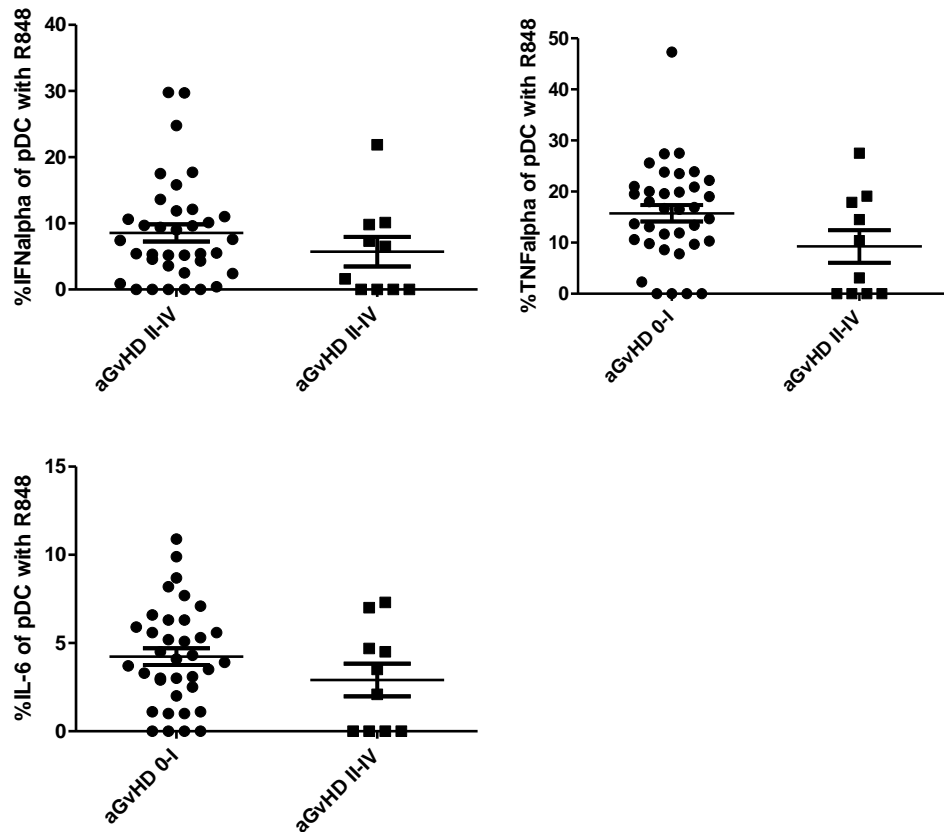 %IFNalpha of pDC with R848
40
30
20
10
0
aGvHD II-IV
aGvHD II-IV
%TNFalpha of pDC with R848
50
40
30
20
10
0
aGvHD 0-I
aGvHD II-IV
%IL-6 of pDC with R848
15
10
5
0
aGvHD 0-I
aGvHD II-IV